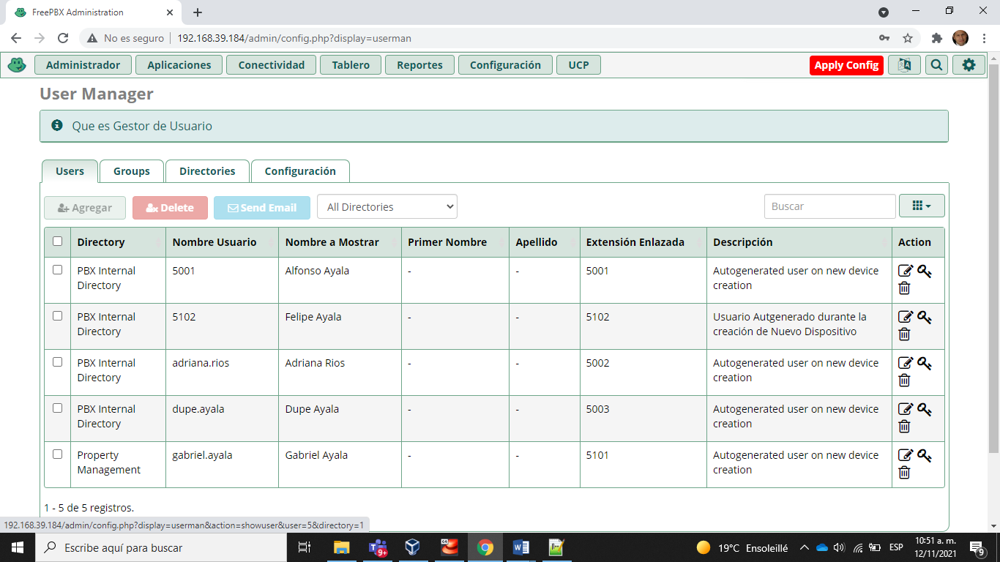 FreePBX Administration
No es seguro
192.168.39.184/admin/config.php?display=userman
Administrador
Aplicaciones
Conectividad
Tablero
Reportes
Configuración
UCP
Apply Config
User Manager
Que es Gestor de Usuario
Users
Groups
Directories
Configuración
Agregar
Delete
Send Email
All Directories
Buscar
Directory
Nombre Usuario
Nombre a Mostrar
Primer Nombre
Apellido
Extensión Enlazada
Descripción
Action
PBX Internal
Directory
5001
Alfonso Ayala
-
-
5001
Autogenerated user on new device
creation
PBX Internal
Directory
5102
Felipe Ayala
-
-
5102
Usuario Autgenerado durante la
creación de Nuevo Dispositivo
PBX Internal
Directory
adriana.rios
Adriana Rios
-
-
5002
Autogenerated user on new device
creation
PBX Internal
Directory
dupe.ayala
Dupe Ayala
-
-
5003
Autogenerated user on new device
creation
Property
Management
gabriel.ayala
Gabriel Ayala
-
-
5101
Autogenerated user on new device
creation
1 - 5 de 5 registros.
192.168.39.184/admin/config.php?display=userman&action=showuser&user=5&directory=1
Escribe aquí para buscar
9+
64
19°C Ensoleillé
ESP
10:51 a. m.
12/11/2021
9